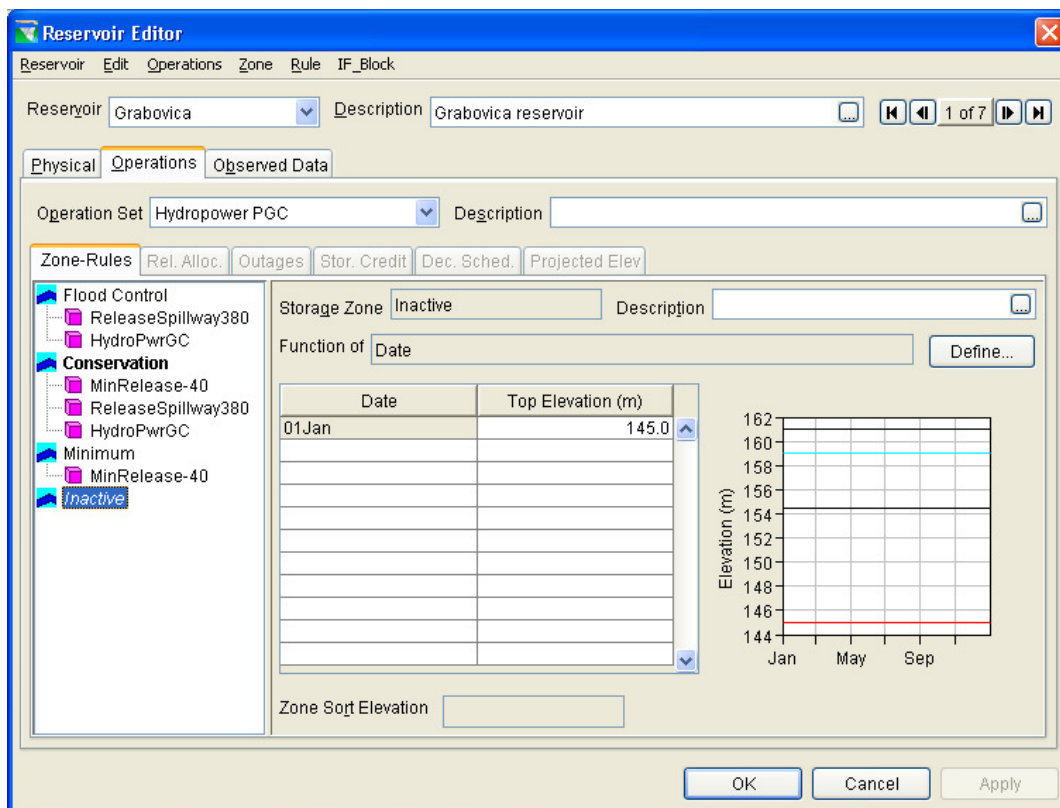 Reservoir Editor
Reservoir Edit Operations Zone Rule IF_Block
Reservoir Grabovica Description Grabovica reservoir ... 1 of 7
Physical Operations Observed Data
Operation Set Hydropower PGC Description ...
Zone-Rules Rel. Alloc. Outages Stor. Credit Dec. Sched. Projected Elev
Flood Control
ReleaseSpillway380
HydroPwrGC
Conservation
MinRelease-40
ReleaseSpillway380
HydroPwrGC
Minimum
MinRelease-40
Inactive
Storage Zone Inactive Description ...
Function of Date Define...
Date Top Elevation (m)
01Jan 145.0
Elevation (m)
162
160
158
156
154
152
150
148
146
144
Jan May Sep
Zone Sort Elevation
OK Cancel Apply